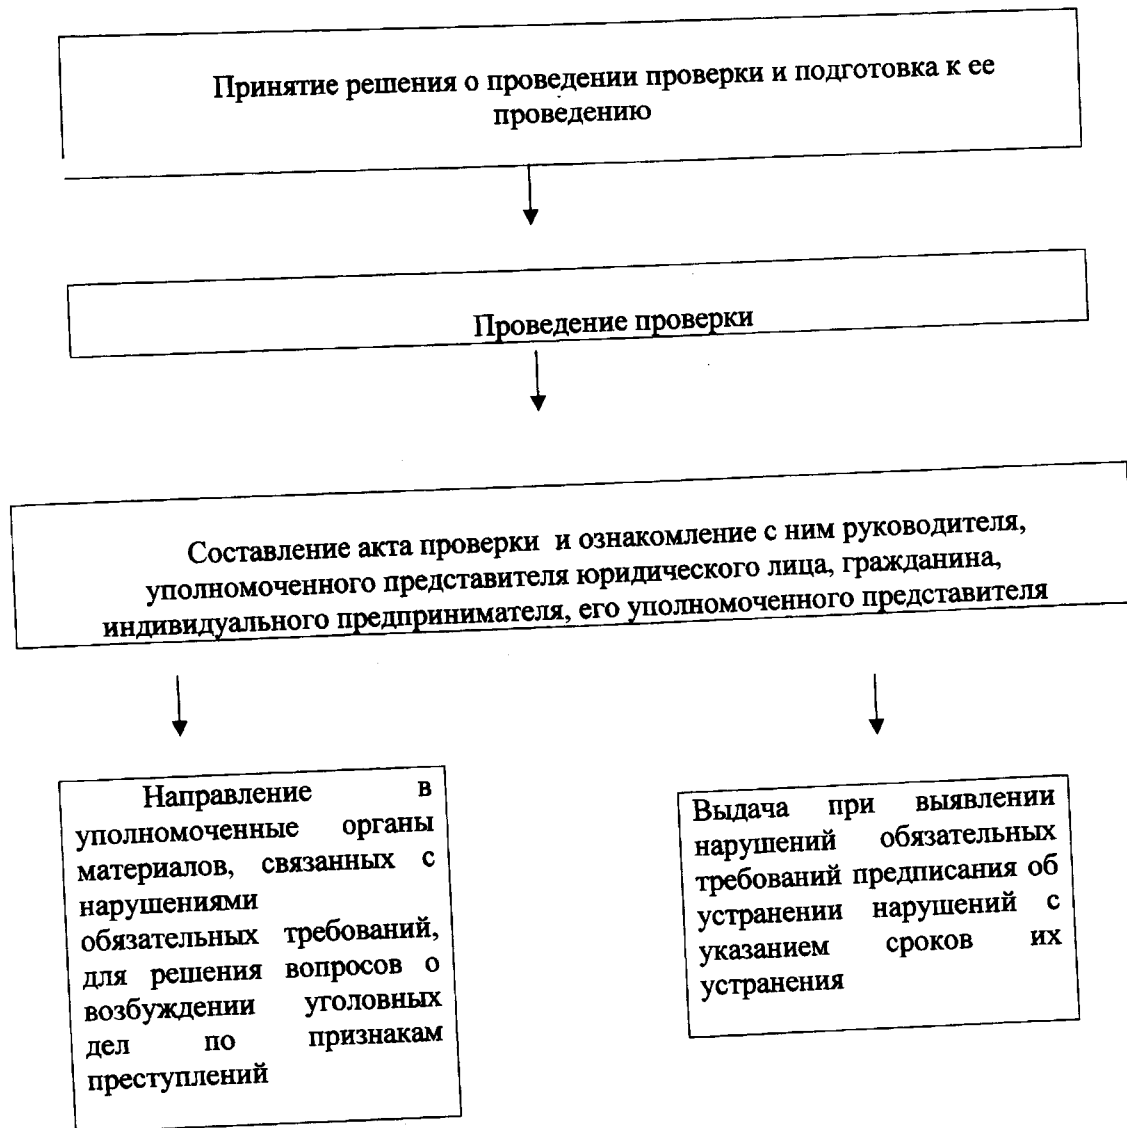 Принятие решения о проведении проверки и подготовка к ее
проведению
Проведение проверки
Составление акта проверки и ознакомление с ним руководителя,
уполномоченного представителя юридического лица, гражданина,
индивидуального предпринимателя, его уполномоченного представителя
Направление в
уполномоченные органы
материалов, связанных с
нарушениями
обязательных требований,
для решения вопросов о
возбуждении уголовных
дел по признакам
преступлений
Выдача при выявлении
нарушений обязательных
требований предписания об
устранении нарушений с
указанием сроков их
устранения